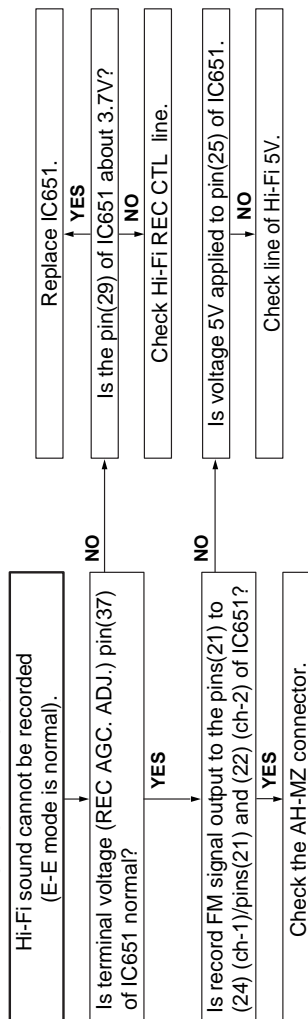 Hi-Fi sound cannot be recorded
(E-E mode is normal).
Is terminal voltage (REC AGC. ADJ.) pin(37)
of IC651 normal?
NO
Is the pin(29) of IC651 about 3.7V?
YES
Replace IC651.
NO
Check Hi-Fi REC CTL line.
YES
Is record FM signal output to the pins(21) to
(24) (ch-1)/pins(21) and (22) (ch-2) of IC651?
NO
Is voltage 5V applied to pin(25) of IC651.
NO
Check line of Hi-Fi 5V.
YES
Check the AH-MZ connector.